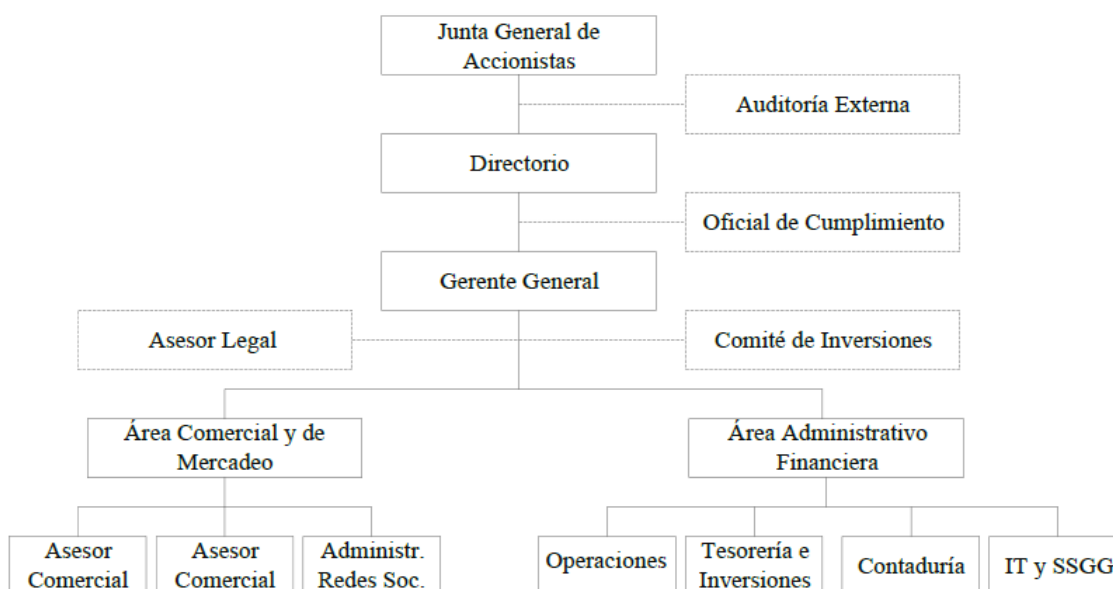 Junta General de
Accionistas
Auditoría Externa
Directorio
Oficial de Cumplimiento
Gerente General
Asesor Legal
Comité de Inversiones
Área Comercial y de
Mercadeo
Área Administrativo
Financiera
Asesor
Comercial
Asesor
Comercial
Administr.
Redes Soc.
Operaciones
Tesorería e
Inversiones
Contaduría
IT y SSGG